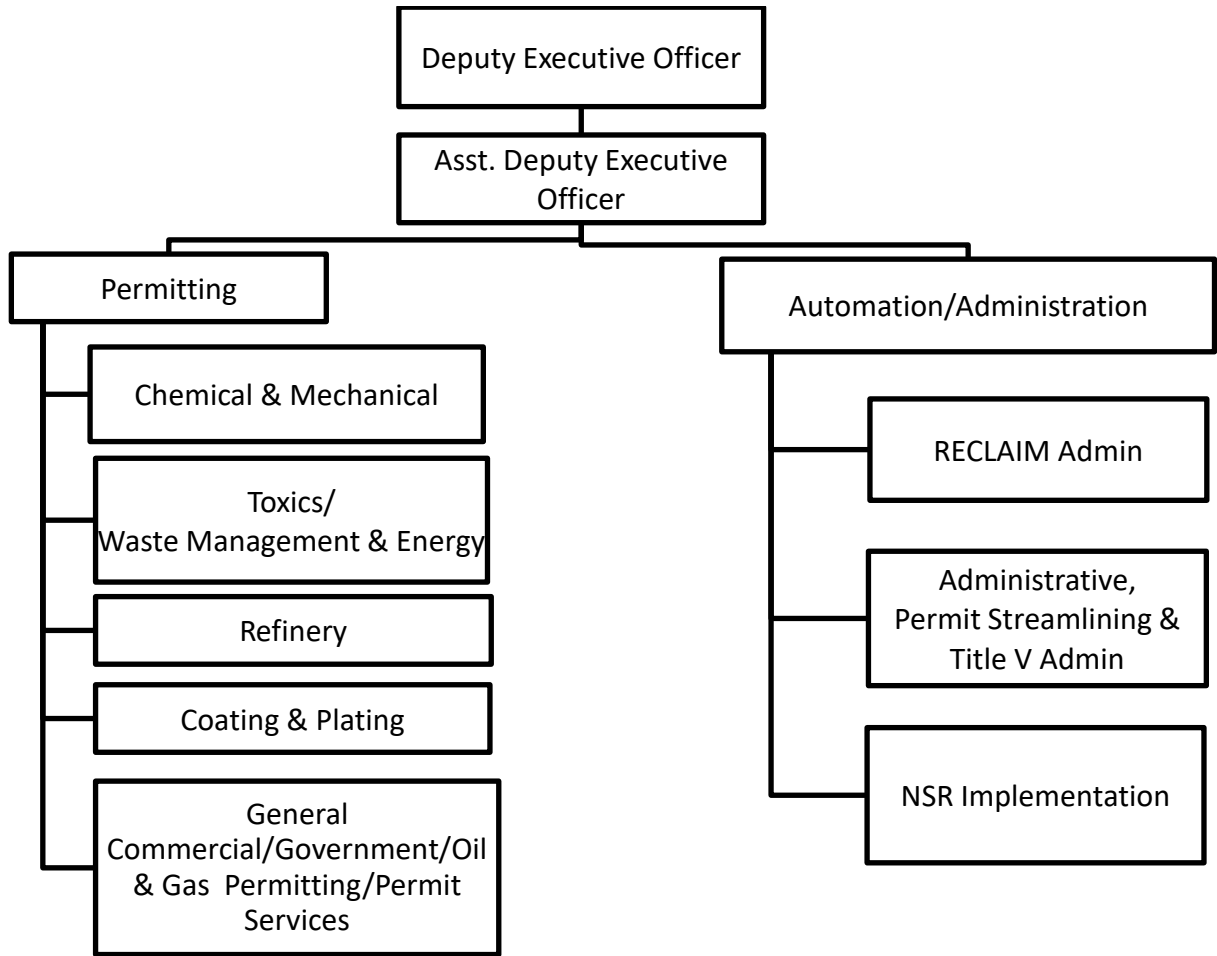 Deputy Executive Officer
Asst. Deputy Executive
Officer
Permitting
Chemical & Mechanical
Toxics/
Waste Management & Energy
Refinery
Coating & Plating
General
Commercial/Government/Oil
& Gas  Permitting/Permit
Services
Automation/Administration
RECLAIM Admin
Administrative,
Permit Streamlining &
Title V Admin
NSR Implementation